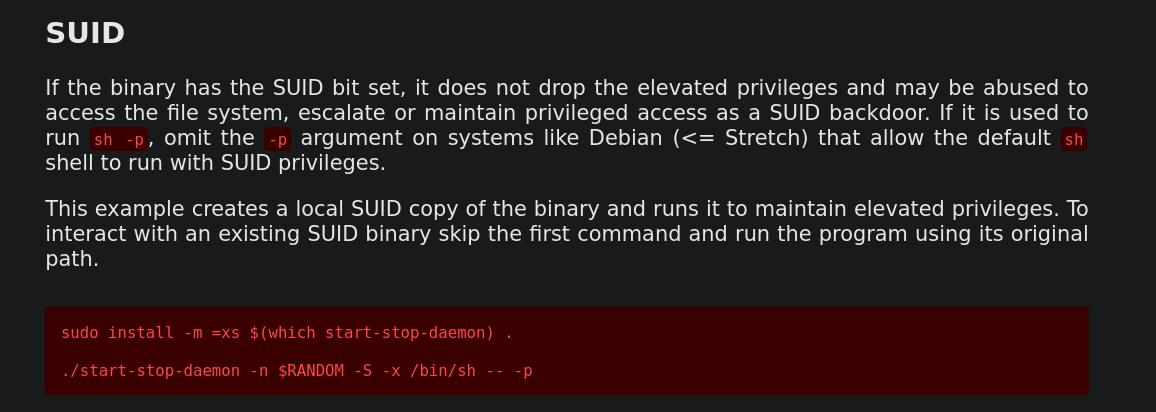 SUID
If the binary has the SUID bit set, it does not drop the elevated privileges and may be abused to
access the file system, escalate or maintain privileged access as a SUID backdoor. If it is used to
run sh -p, omit the -p argument on systems like Debian (<= Stretch) that allow the default sh
shell to run with SUID privileges.
This example creates a local SUID copy of the binary and runs it to maintain elevated privileges. To
interact with an existing SUID binary skip the first command and run the program using its original
path.
sudo install -m =xs $(which start-stop-daemon) .
./start-stop-daemon -n $RANDOM -S -x /bin/sh -- -p